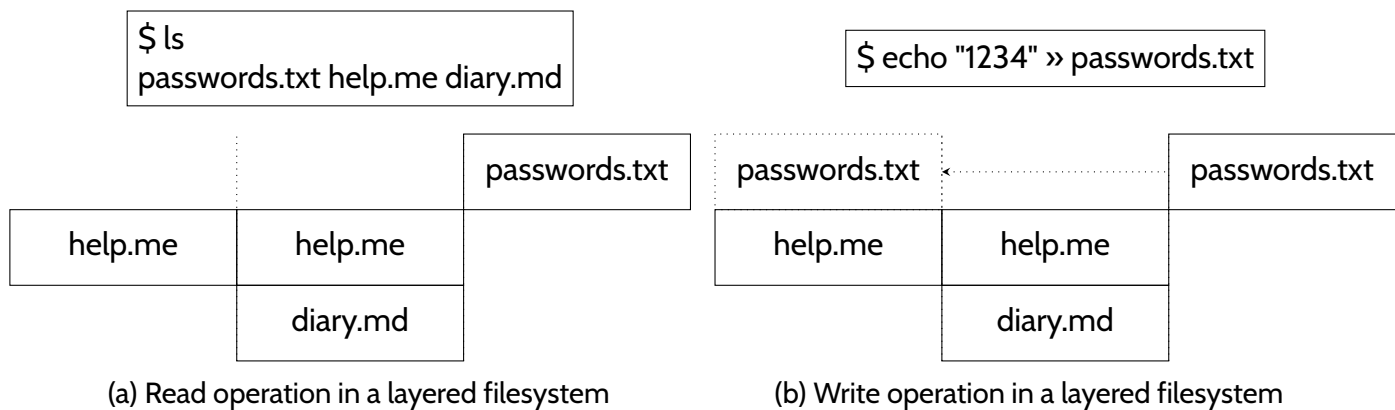 $ ls
passwords.txt help.me diary.md
passwords.txt
help.me help.me
diary.md
(a) Read operation in a layered filesystem
$ echo "1234" » passwords.txt
passwords.txt passwords.txt
help.me help.me
diary.md
(b) Write operation in a layered filesystem